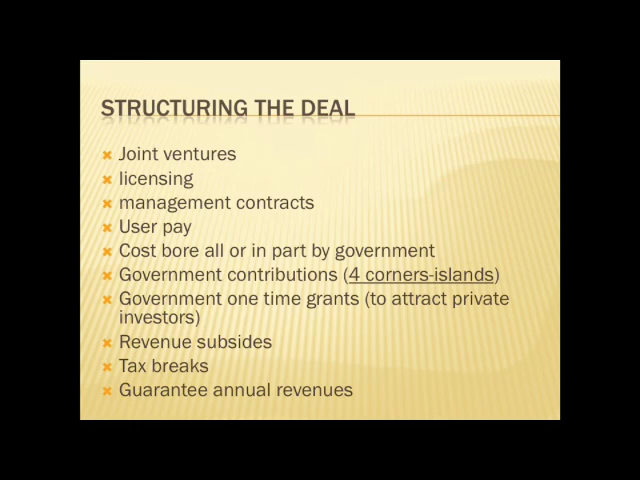 STRUCTURING THE DEAL
Joint ventures
licensing
management contracts
User pay
Cost bore all or in part by government
Government contributions (4 corners-islands)
Government one time grants (to attract private
investors)
Revenue subsides
Tax breaks
Guarantee annual revenues